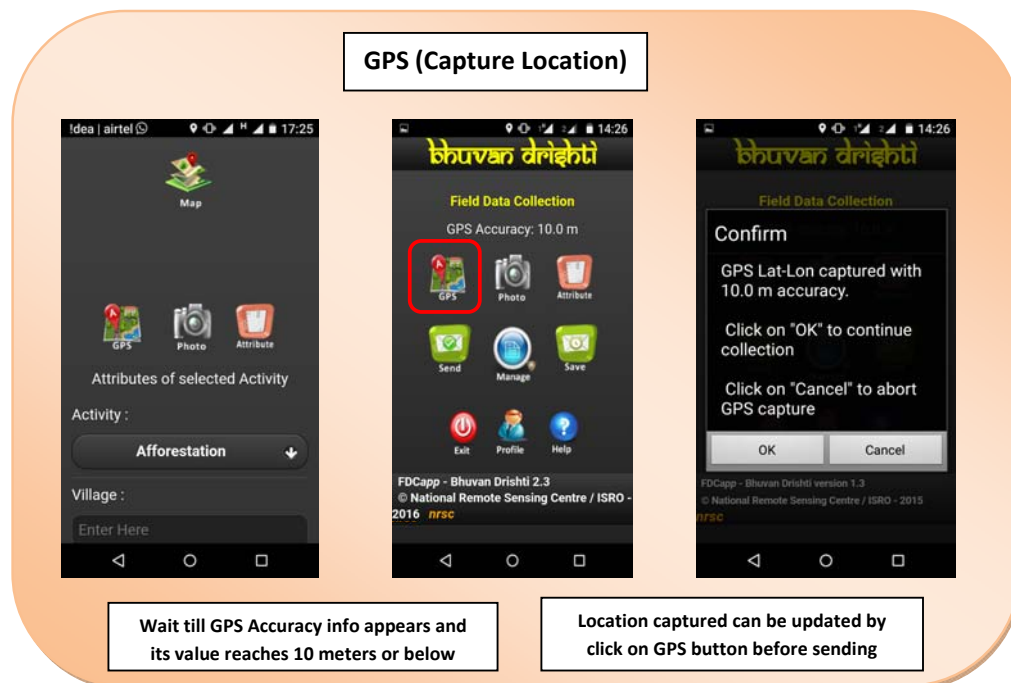 GPS (Capture Location)
!dea | airtel H 17:25
Map
GPS Photo Attribute
Attributes of selected Activity
Activity :
Afforestation
Village :
Enter Here
14:26
bhuvan drishti
Field Data Collection
GPS Accuracy: 10.0 m
GPS Photo Attribute
Send Manage Save
Exit Profile Help
FDCapp - Bhuvan Drishti 2.3
© National Remote Sensing Centre / ISRO -
2016 nrsc
14:26
bhuvan drishti
Field Data Collection
Confirm
GPS Lat-Lon captured with
10.0 m accuracy.
Click on "OK" to continue
collection
Click on "Cancel" to abort
GPS capture
OK Cancel
FDCapp - Bhuvan Drishti version 1.3
© National Remote Sensing Centre / ISRO - 2015
nrsc
Wait till GPS Accuracy info appears and
its value reaches 10 meters or below
Location captured can be updated by
click on GPS button before sending